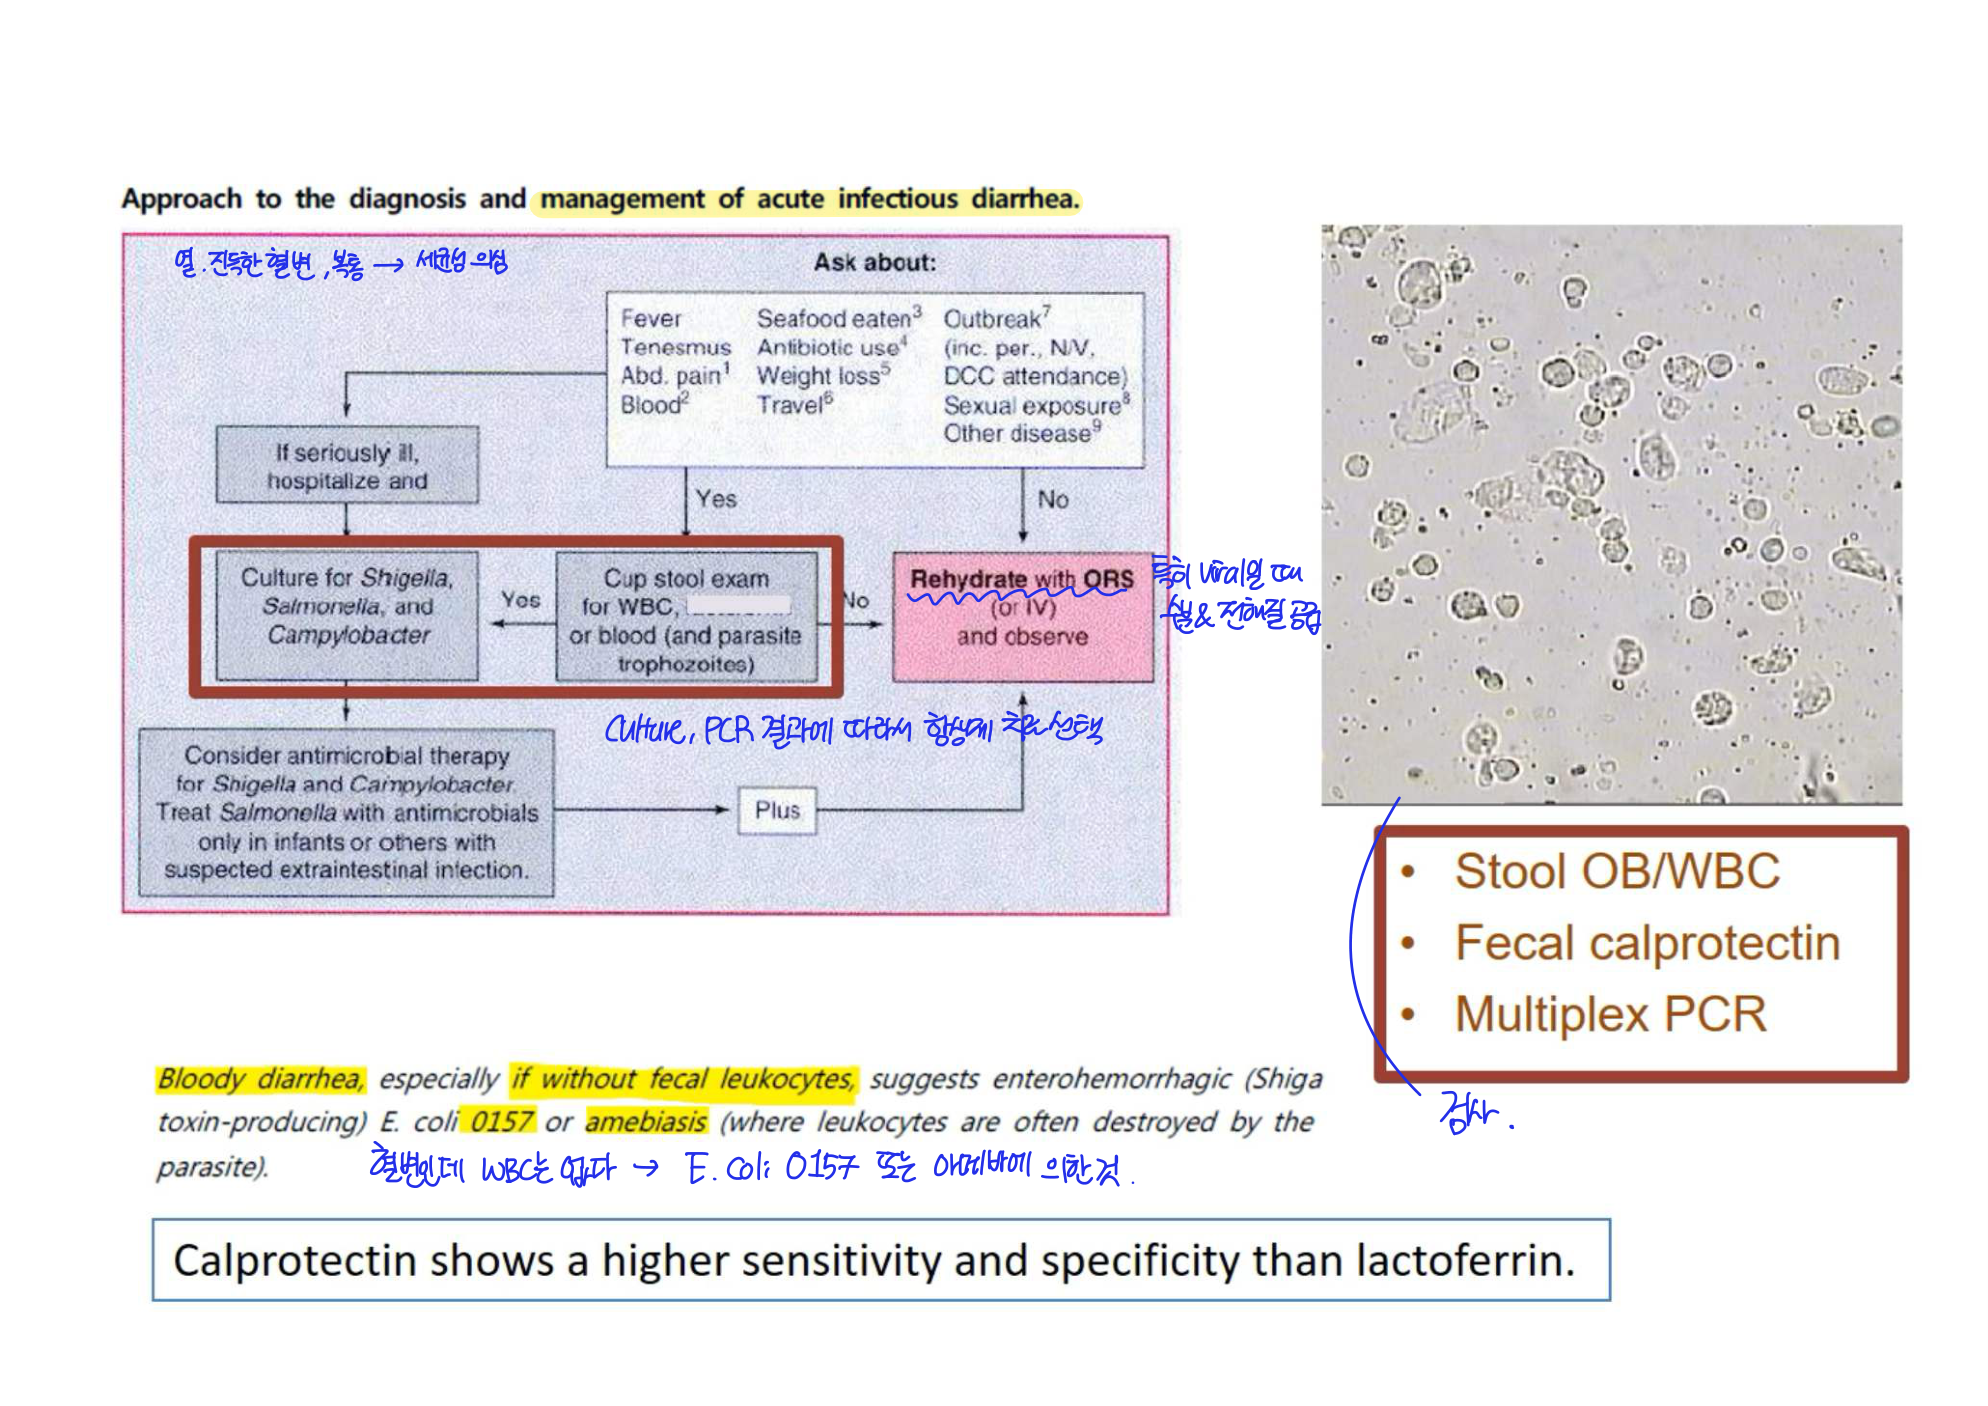 Approach to the diagnosis and management of acute infectious diarrhea.
열. 진득한 혈변, 복통 → 세균성 의심
Ask about:
Fever
Tenesmus
Abd. pain¹
Blood²
Seafood eaten³
Antibiotic use⁴
Weight loss⁵
Travel⁶
Outbreak⁷
(inc. per., N/V,
DCC attendance)
Sexual exposure⁸
Other disease⁹
If seriously ill,
hospitalize and
Yes
No
Culture for Shigella,
Salmonella, and
Campylobacter
Yes
Cup stool exam
for WBC,
or blood (and parasite
trophozoites)
No
Rehydrate with ORS
(or IV)
and observe
특히 viral일 때
수분 & 전해질 공급
Culture, PCR 결과에 따라서 항생제 치료 선택
Consider antimicrobial therapy
for Shigella and Campylobacter.
Treat Salmonella with antimicrobials
only in infants or others with
suspected extraintestinal infection.
Plus
• Stool OB/WBC
• Fecal calprotectin
• Multiplex PCR
검사.
Bloody diarrhea, especially if without fecal leukocytes, suggests enterohemorrhagic (Shiga
toxin-producing) E. coli 0157 or amebiasis (where leukocytes are often destroyed by the
parasite).
혈변인데 WBC는 없다 → E. Coli O157 또는 아메바에 의한 것.
Calprotectin shows a higher sensitivity and specificity than lactoferrin.